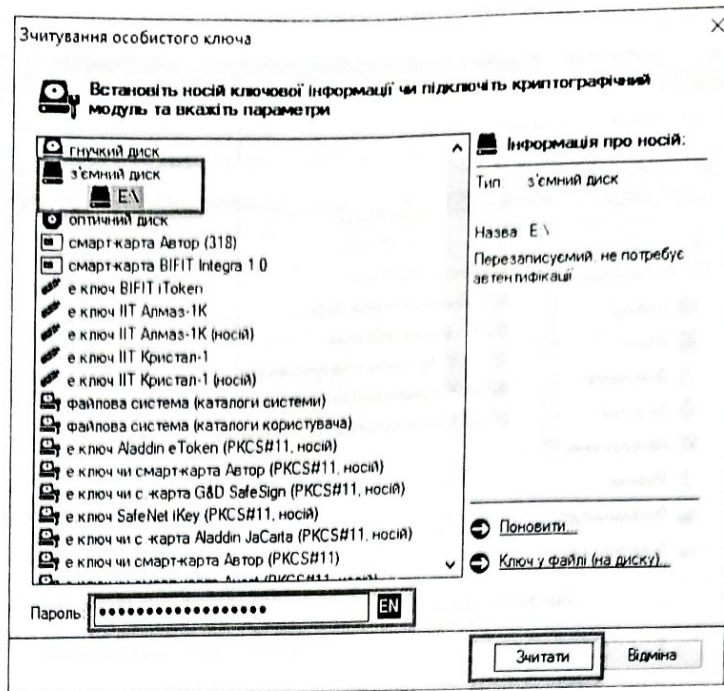 Зчитування особистого ключа
Встановіть носій ключової інформації чи підключіть криптографічний
модуль та вкажіть параметри
гнучкий диск
з'ємний диск
E:\
оптичний диск
смарт-карта Автор (318)
смарт-карта BIFIT Integra 1.0
е.ключ BIFIT iToken
е.ключ ІІТ Алмаз-1К
е.ключ ІІТ Алмаз-1К (носій)
е.ключ ІІТ Кристал-1
е.ключ ІІТ Кристал-1 (носій)
файлова система (каталоги системи)
файлова система (каталоги користувача)
е.ключ Aladdin eToken (PKCS#11, носій)
е.ключ чи смарт-карта Автор (PKCS#11, носій)
е.ключ чи с.-карта G&D SafeSign (PKCS#11, носій)
е.ключ SafeNet iKey (PKCS#11, носій)
е.ключ чи с.-карта Aladdin JaCarta (PKCS#11, носій)
е.ключ чи смарт-карта Автор (PKCS#11)
Інформація про носій:
Тип з'ємний диск
Назва E:\
Перезаписуємий, не потребує
автентифікації
Поновити...
Ключ у файлі (на диску)...
Пароль: EN
Зчитати Відміна